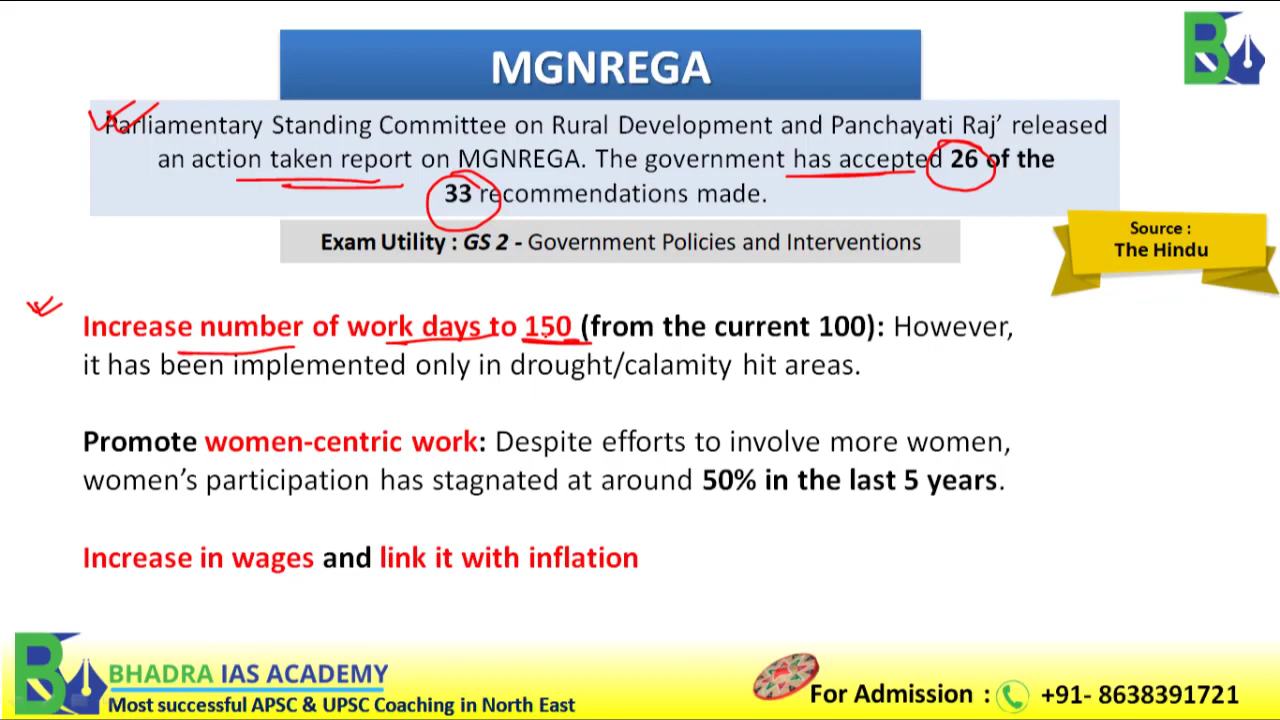 MGNREGA
Parliamentary Standing Committee on Rural Development and Panchayati Raj’ released
an action taken report on MGNREGA. The government has accepted 26 of the
33 recommendations made.
Exam Utility : GS 2 - Government Policies and Interventions
Source :
The Hindu
Increase number of work days to 150 (from the current 100): However,
it has been implemented only in drought/calamity hit areas.
Promote women-centric work: Despite efforts to involve more women,
women’s participation has stagnated at around 50% in the last 5 years.
Increase in wages and link it with inflation
BHADRA IAS ACADEMY
Most successful APSC & UPSC Coaching in North East
For Admission : +91- 8638391721